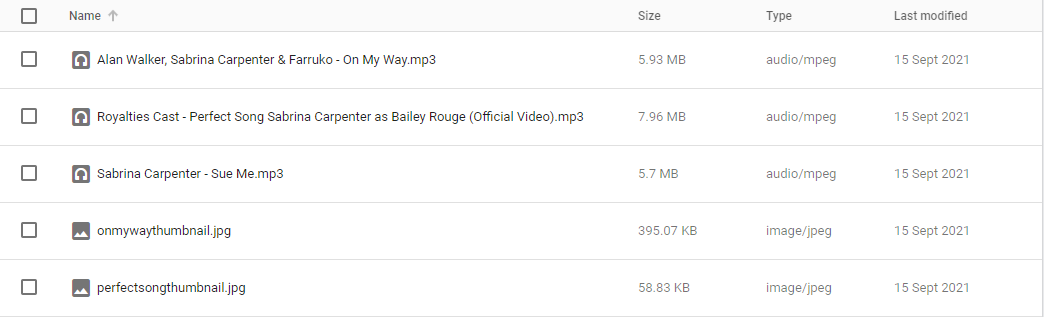 Name Size Type Last modified
Alan Walker, Sabrina Carpenter & Farruko - On My Way.mp3 5.93 MB audio/mpeg 15 Sept 2021
Royalties Cast - Perfect Song Sabrina Carpenter as Bailey Rouge (Official Video).mp3 7.96 MB audio/mpeg 15 Sept 2021
Sabrina Carpenter - Sue Me.mp3 5.7 MB audio/mpeg 15 Sept 2021
onmywaythumbnail.jpg 395.07 KB image/jpeg 15 Sept 2021
perfectsongthumbnail.jpg 58.83 KB image/jpeg 15 Sept 2021